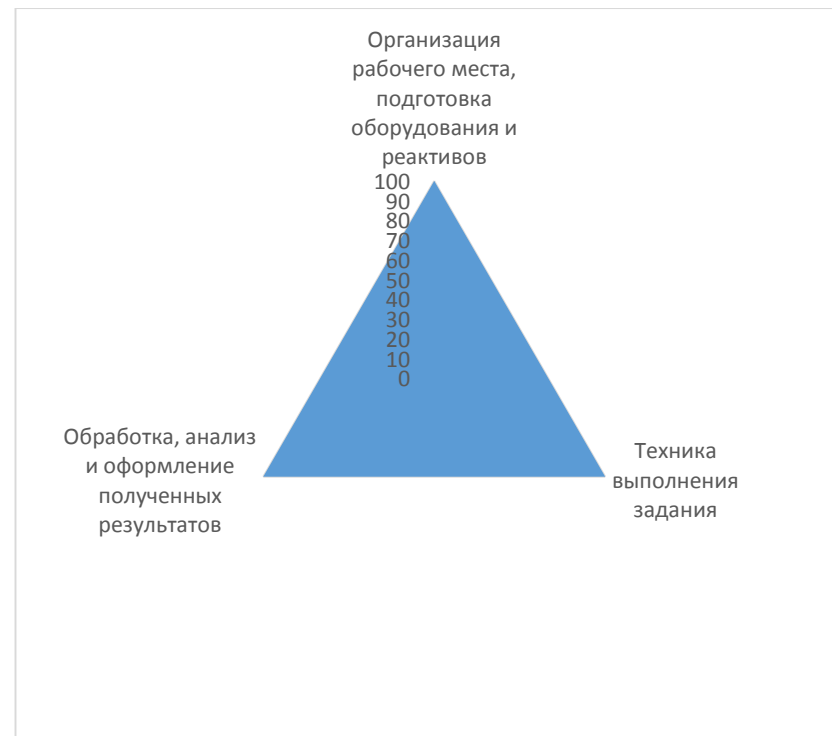 Организация
рабочего места,
подготовка
оборудования и
реактивов
100
90
80
70
60
50
40
30
20
10
0
Обработка, анализ
и оформление
полученных
результатов
Техника
выполнения
задания